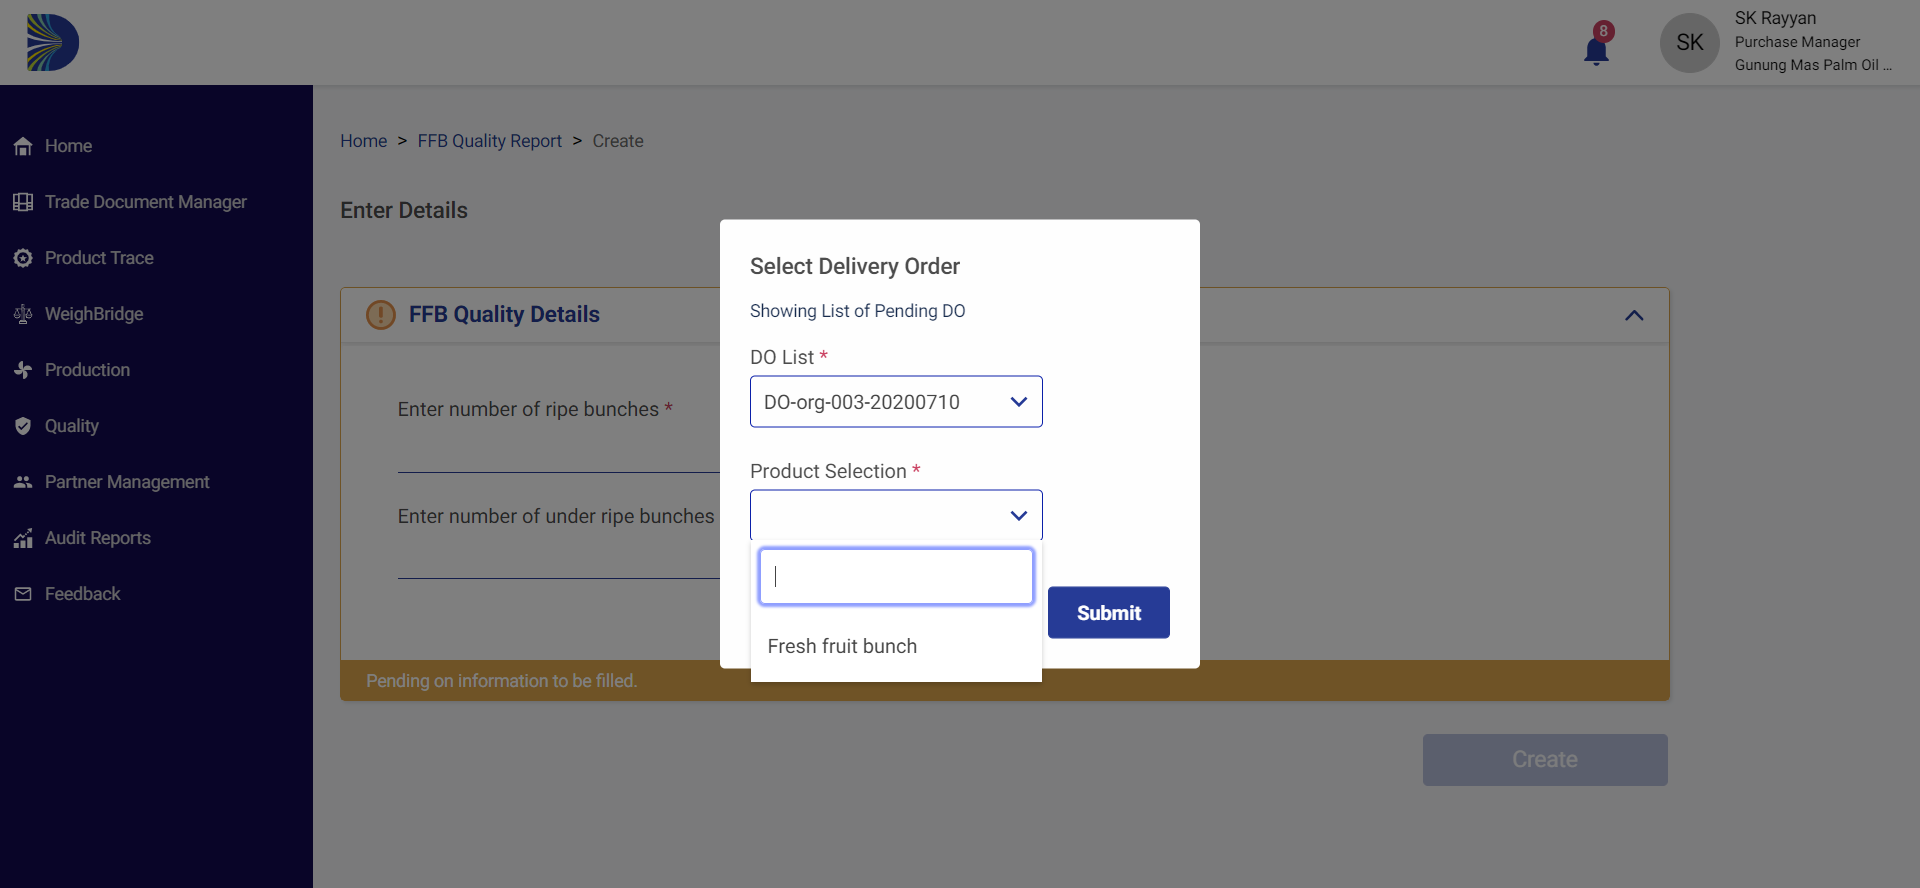 8
SK
SK Rayyan
Purchase Manager
Gunung Mas Palm Oil ...
Home
Trade Document Manager
Product Trace
WeighBridge
Production
Quality
Partner Management
Audit Reports
Feedback
Home > FFB Quality Report > Create
Enter Details
FFB Quality Details
Enter number of ripe bunches *
Enter number of under ripe bunches
Pending on information to be filled.
Create
Select Delivery Order
Showing List of Pending DO
DO List *
DO-org-003-20200710
Product Selection *
Fresh fruit bunch
Submit